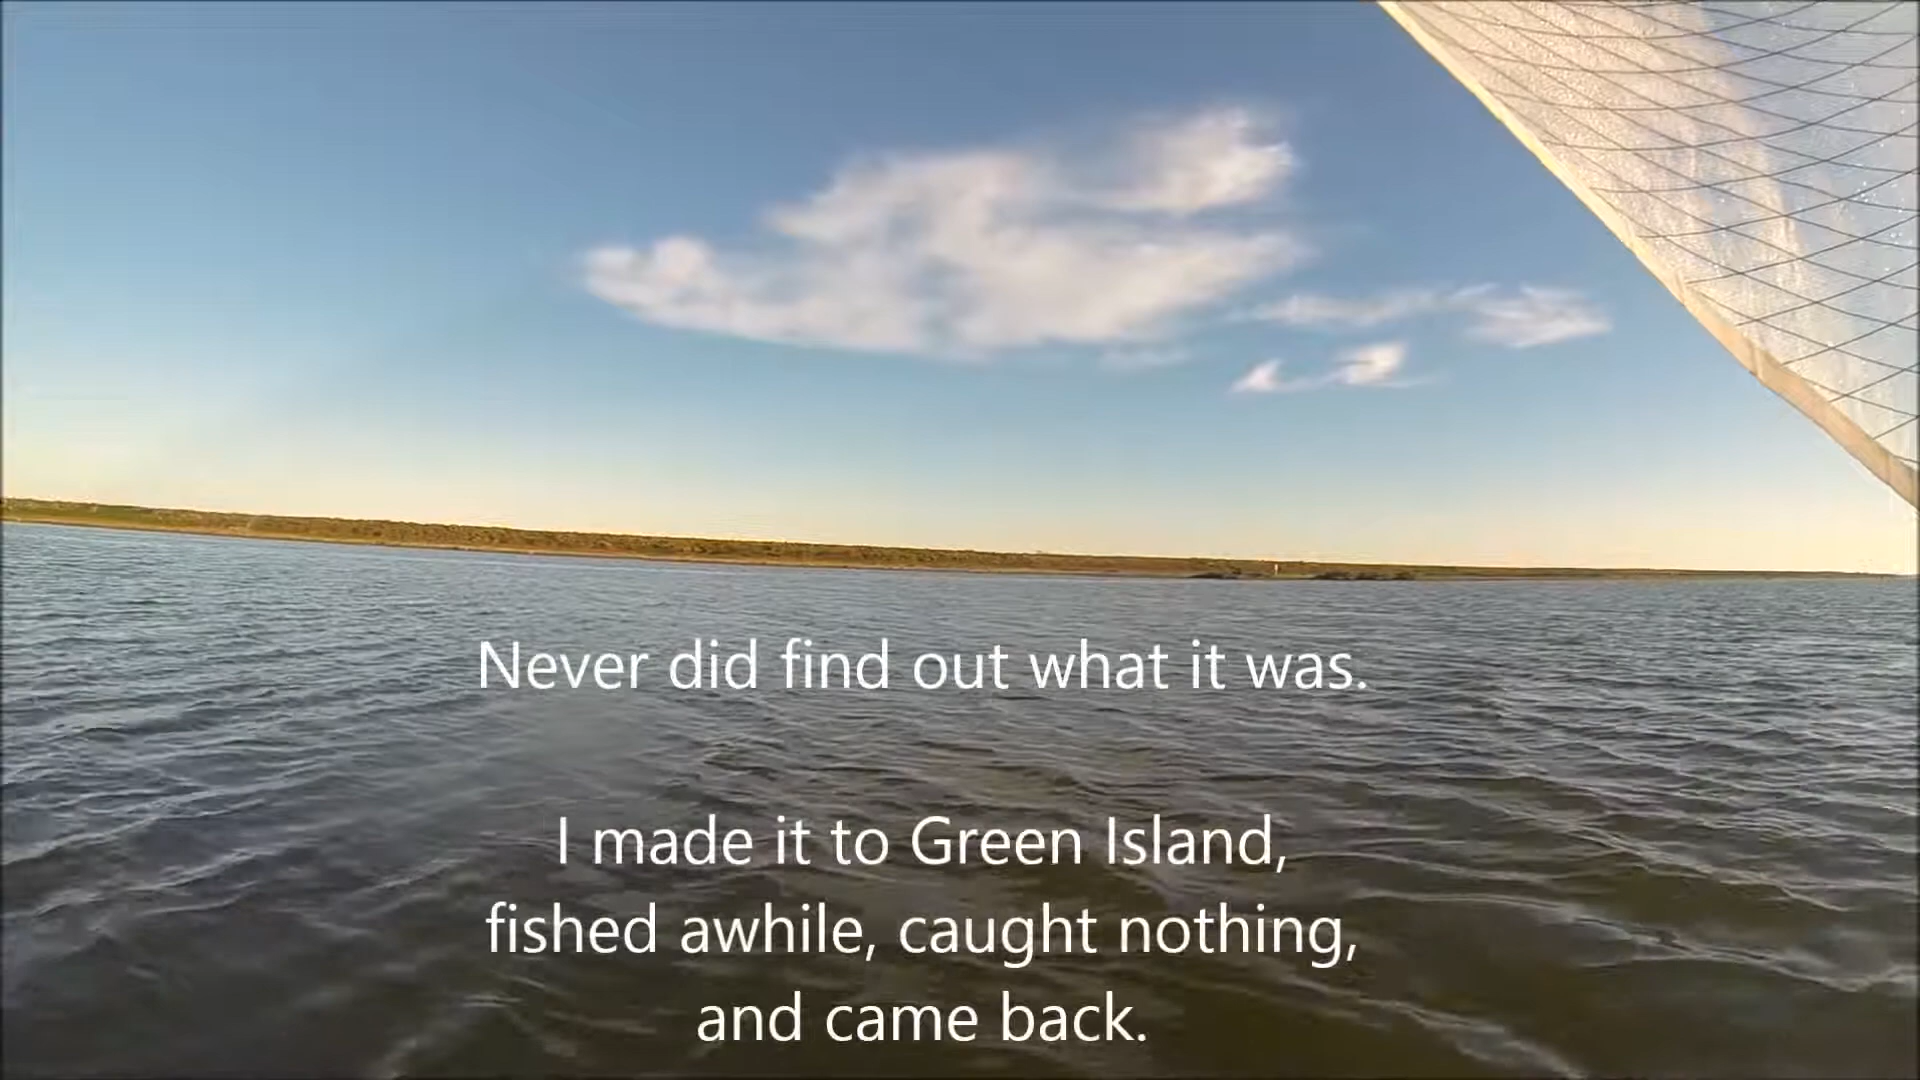 Never did find out what it was.
I made it to Green Island,
fished awhile, caught nothing,
and came back.